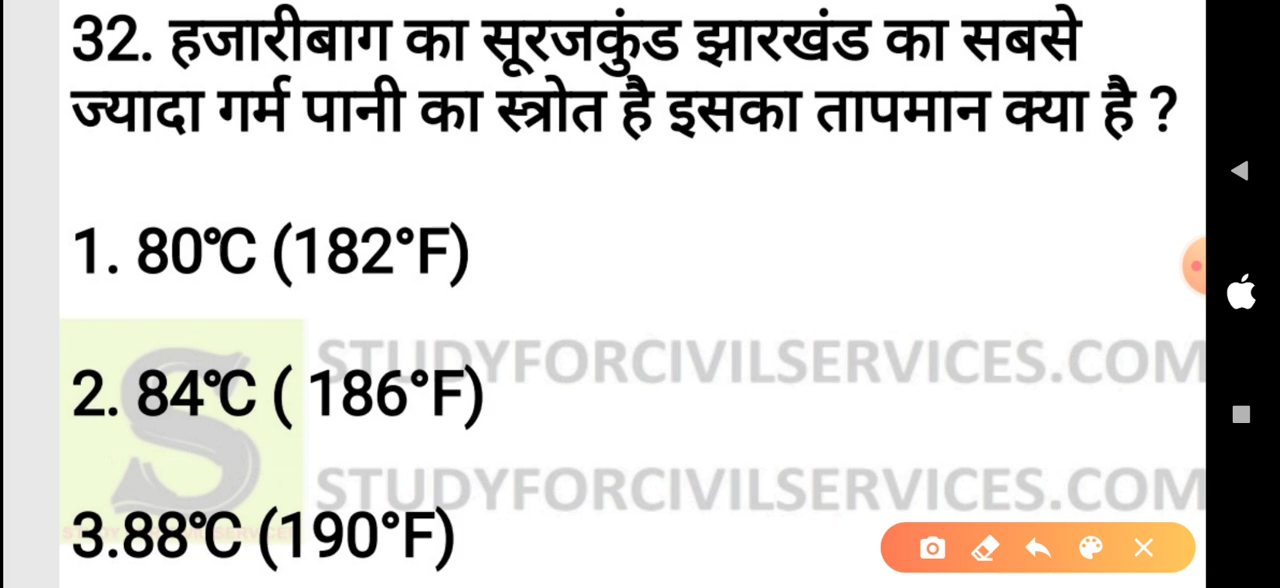 32. हजारीबाग का सूरजकुंड झारखंड का सबसे
ज्यादा गर्म पानी का स्त्रोत है इसका तापमान क्या है ?
1. 80°C (182°F)
STUDYFORCIVILSERVICES.COM
2. 84°C ( 186°F)
STUDYFORCIVILSERVICES.COM
3.88°C (190°F)